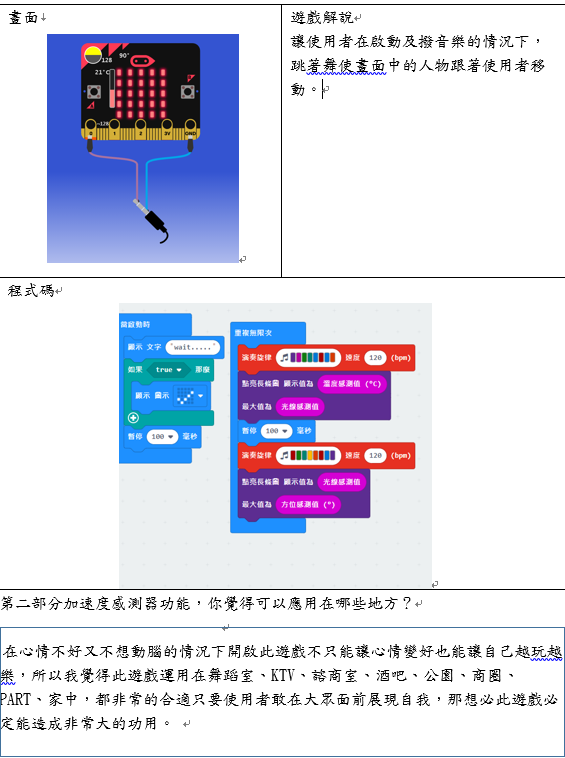 畫面
遊戲解說
讓使用者在啟動及撥音樂的情況下，
跳著舞使畫面中的人物跟著使用者移
動。
128
90°
21°C
~128
0
1
2
3V
GND
程式碼
當啟動時
顯示 文字 "wait....."
如果 true 那麼
顯示 圖示
暫停 100 毫秒
重複無限次
演奏旋律 速度 120 (bpm)
點亮長條圖 顯示值為 溫度感測值 (°C)
最大值為 光線感測值
暫停 100 毫秒
演奏旋律 速度 120 (bpm)
點亮長條圖 顯示值為 光線感測值
最大值為 方位感測值 (°)
第二部分加速度感測器功能，你覺得可以應用在哪些地方？
在心情不好又不想動腦的情況下開啟此遊戲不只能讓心情變好也能讓自己越玩越
樂，所以我覺得此遊戲運用在舞蹈室、KTV、諮商室、酒吧、公園、商圈、
PART、家中，都非常的合適只要使用者敢在大眾面前展現自我，那想必此遊戲必
定能造成非常大的功用。